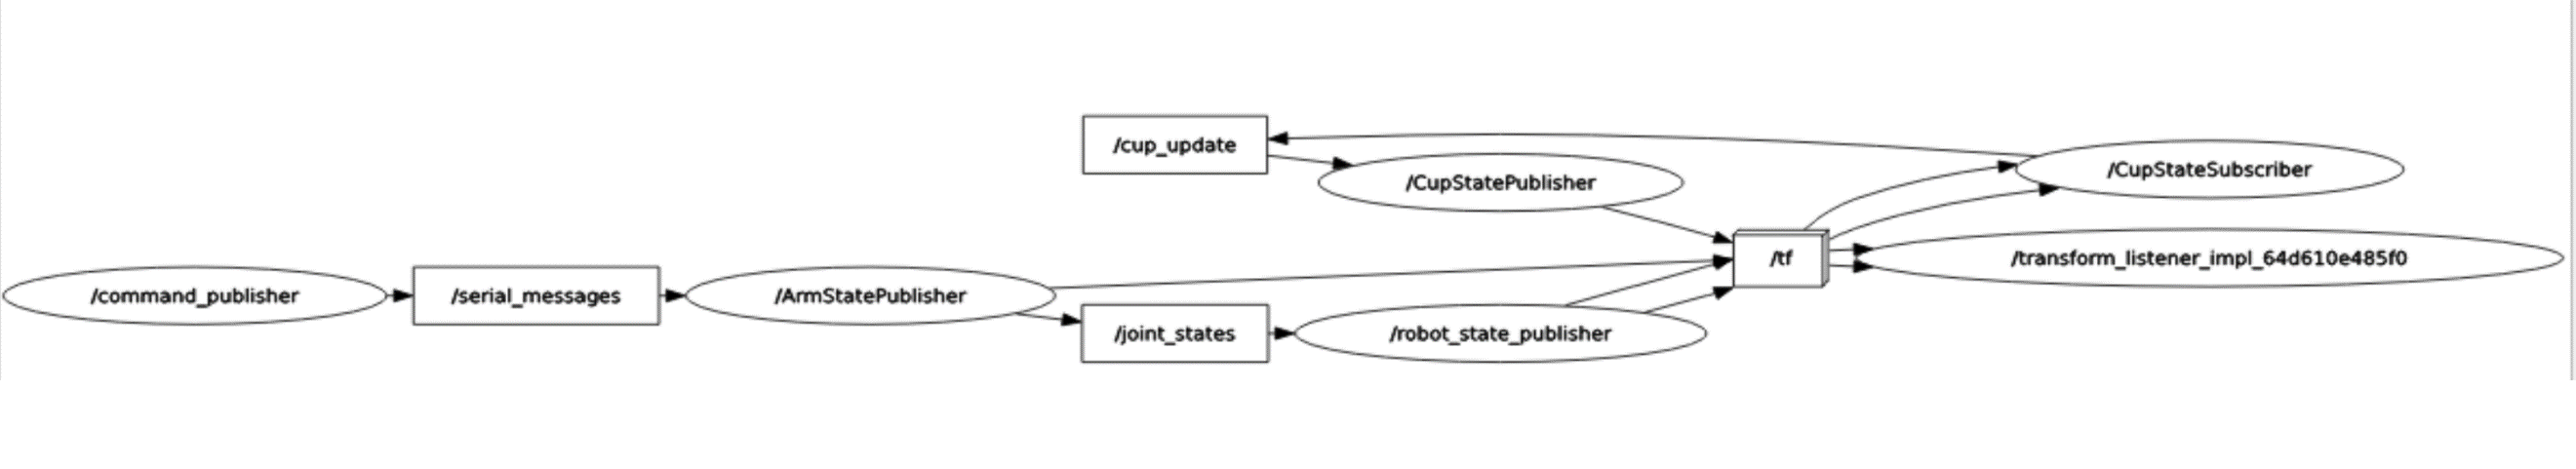 /cup_update
/CupStateSubscriber
/CupStatePublisher
/tf
/transform_listener_impl_64d610e485f0
/command_publisher
/serial_messages
/ArmStatePublisher
/joint_states
/robot_state_publisher